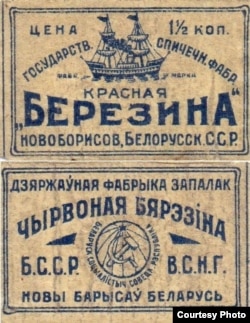 ЦЕНА 1½ КОП.
ГОСУДАРСТВ. СПИЧЕЧН. ФАБР.
КРАСНАЯ
„БЕРЕЗИНА"
НОВОБОРИСОВ, БЕЛОРУССК. С.С.Р.
ДЗЯРЖАЎНАЯ ФАБРЫКА ЗАПАЛАК
ЧЫРВОНАЯ БЯРЭЗІНА
Б.С.С.Р. В.С.Н.Г.
НОВЫ БАРЫСАЎ БЕЛАРУСЬ
Courtesy Photo